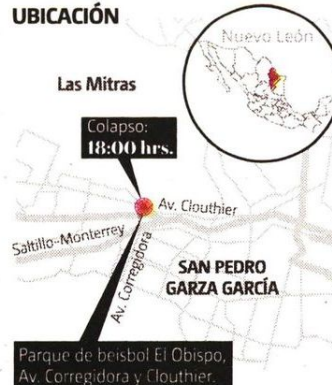 UBICACIÓN
Nuevo León
Las Mitras
Colapso:
18:00 hrs.
Av. Clouthier
Saltillo-Monterrey
Av. Corregidora
SAN PEDRO
GARZA GARCÍA
Parque de beisbol El Obispo,
Av. Corregidora y Clouthier.